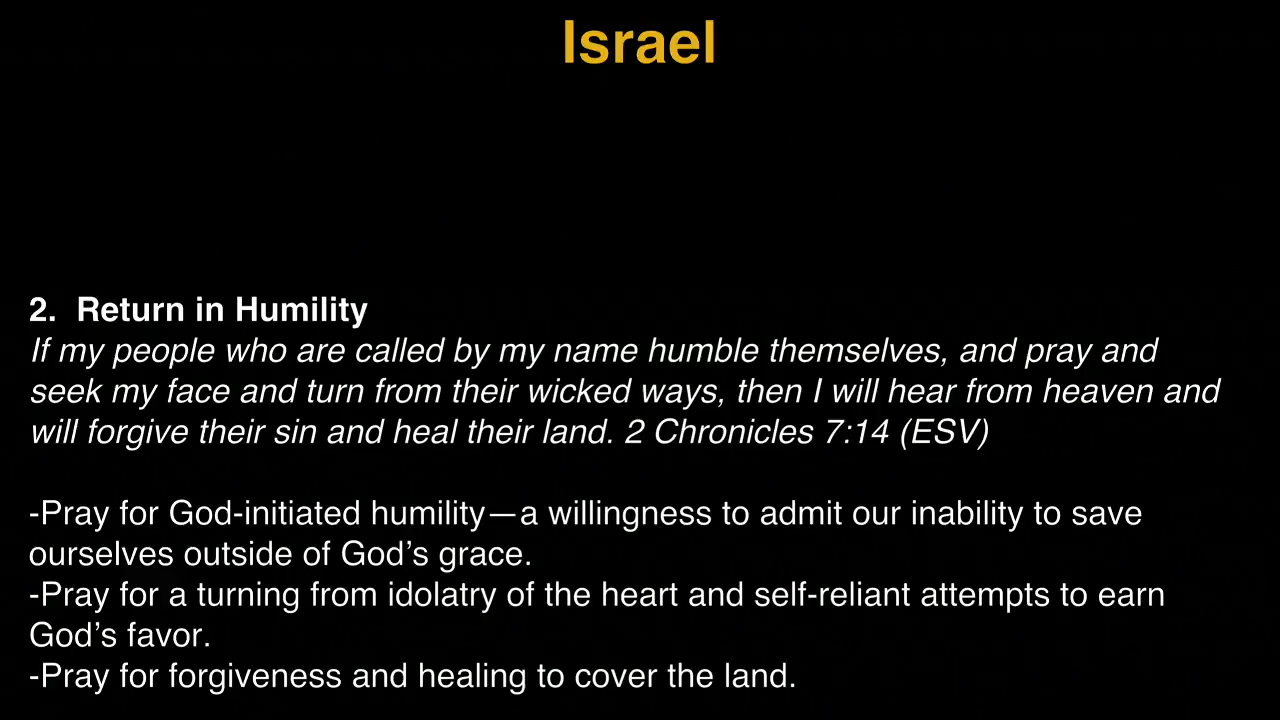 Israel
2.  Return in Humility
If my people who are called by my name humble themselves, and pray and
seek my face and turn from their wicked ways, then I will hear from heaven and
will forgive their sin and heal their land. 2 Chronicles 7:14 (ESV)
-Pray for God-initiated humility—a willingness to admit our inability to save
ourselves outside of God’s grace.
-Pray for a turning from idolatry of the heart and self-reliant attempts to earn
God’s favor.
-Pray for forgiveness and healing to cover the land.